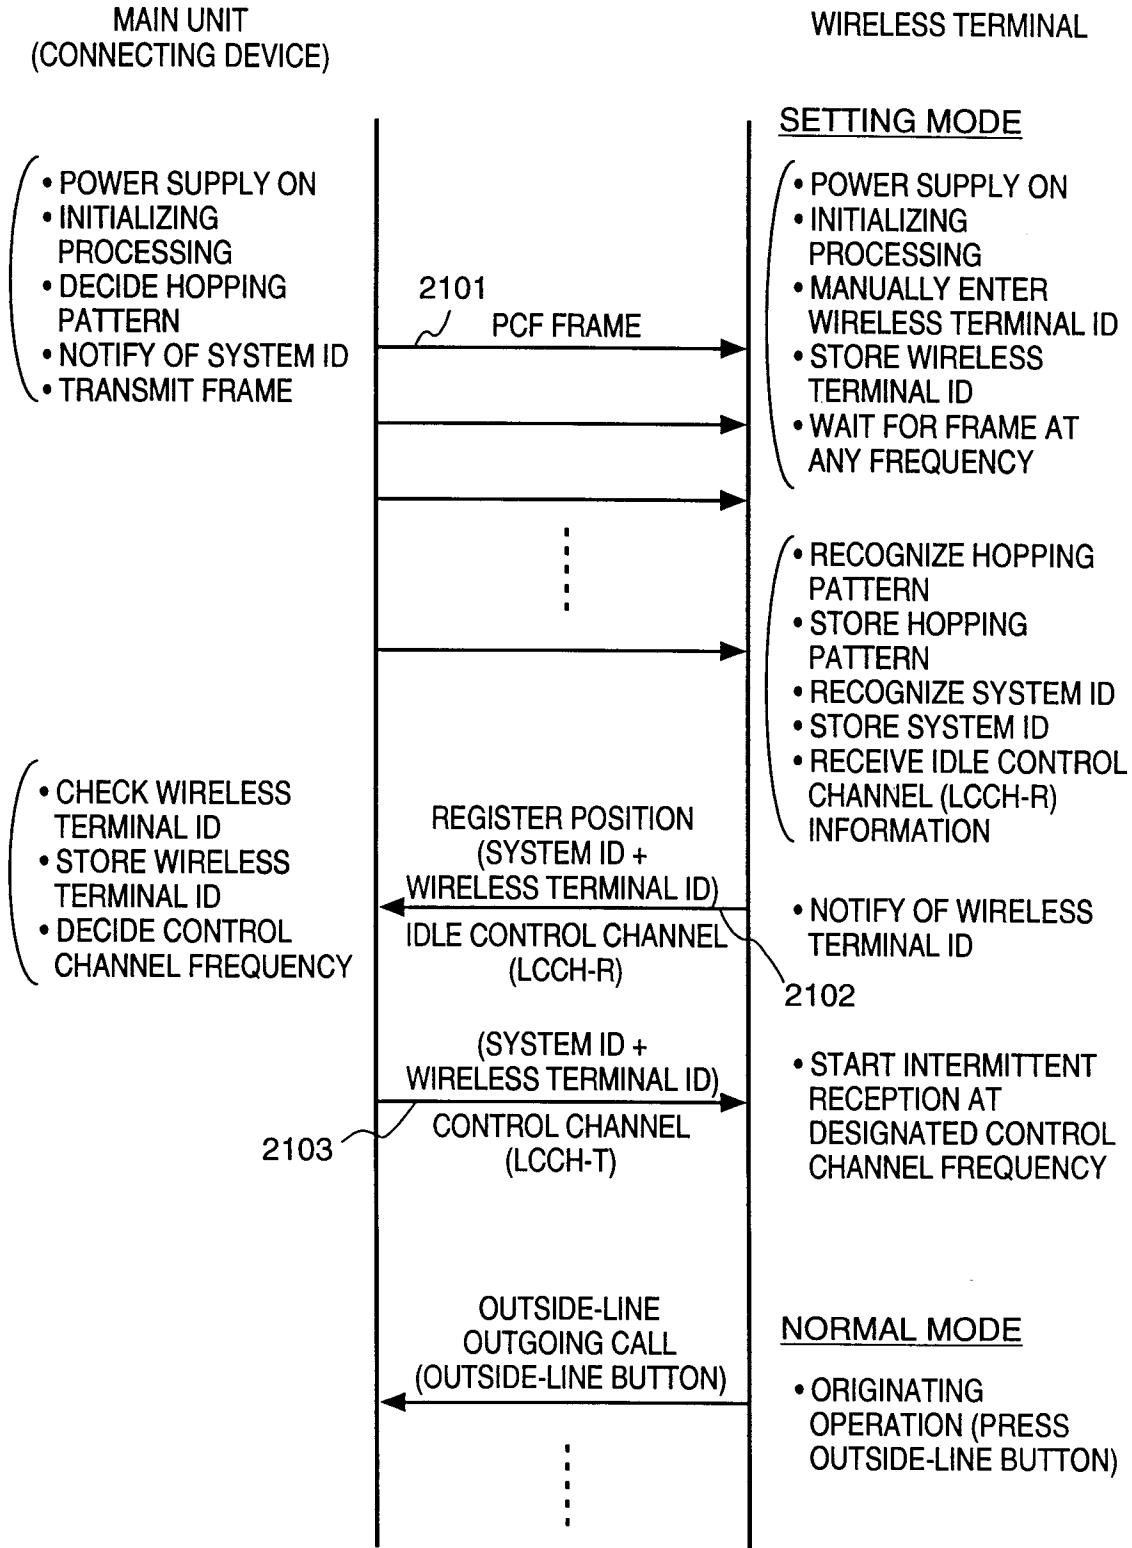 MAIN UNIT
(CONNECTING DEVICE)
WIRELESS TERMINAL
SETTING MODE
• POWER SUPPLY ON
• INITIALIZING
PROCESSING
• DECIDE HOPPING
PATTERN
• NOTIFY OF SYSTEM ID
• TRANSMIT FRAME
2101
PCF FRAME
• POWER SUPPLY ON
• INITIALIZING
PROCESSING
• MANUALLY ENTER
WIRELESS TERMINAL ID
• STORE WIRELESS
TERMINAL ID
• WAIT FOR FRAME AT
ANY FREQUENCY
• RECOGNIZE HOPPING
PATTERN
• STORE HOPPING
PATTERN
• RECOGNIZE SYSTEM ID
• STORE SYSTEM ID
• RECEIVE IDLE CONTROL
CHANNEL (LCCH-R)
INFORMATION
• CHECK WIRELESS
TERMINAL ID
• STORE WIRELESS
TERMINAL ID
• DECIDE CONTROL
CHANNEL FREQUENCY
REGISTER POSITION
(SYSTEM ID +
WIRELESS TERMINAL ID)
IDLE CONTROL CHANNEL
(LCCH-R)
• NOTIFY OF WIRELESS
TERMINAL ID
2102
(SYSTEM ID +
WIRELESS TERMINAL ID)
2103
CONTROL CHANNEL
(LCCH-T)
• START INTERMITTENT
RECEPTION AT
DESIGNATED CONTROL
CHANNEL FREQUENCY
OUTSIDE-LINE
OUTGOING CALL
(OUTSIDE-LINE BUTTON)
NORMAL MODE
• ORIGINATING
OPERATION (PRESS
OUTSIDE-LINE BUTTON)